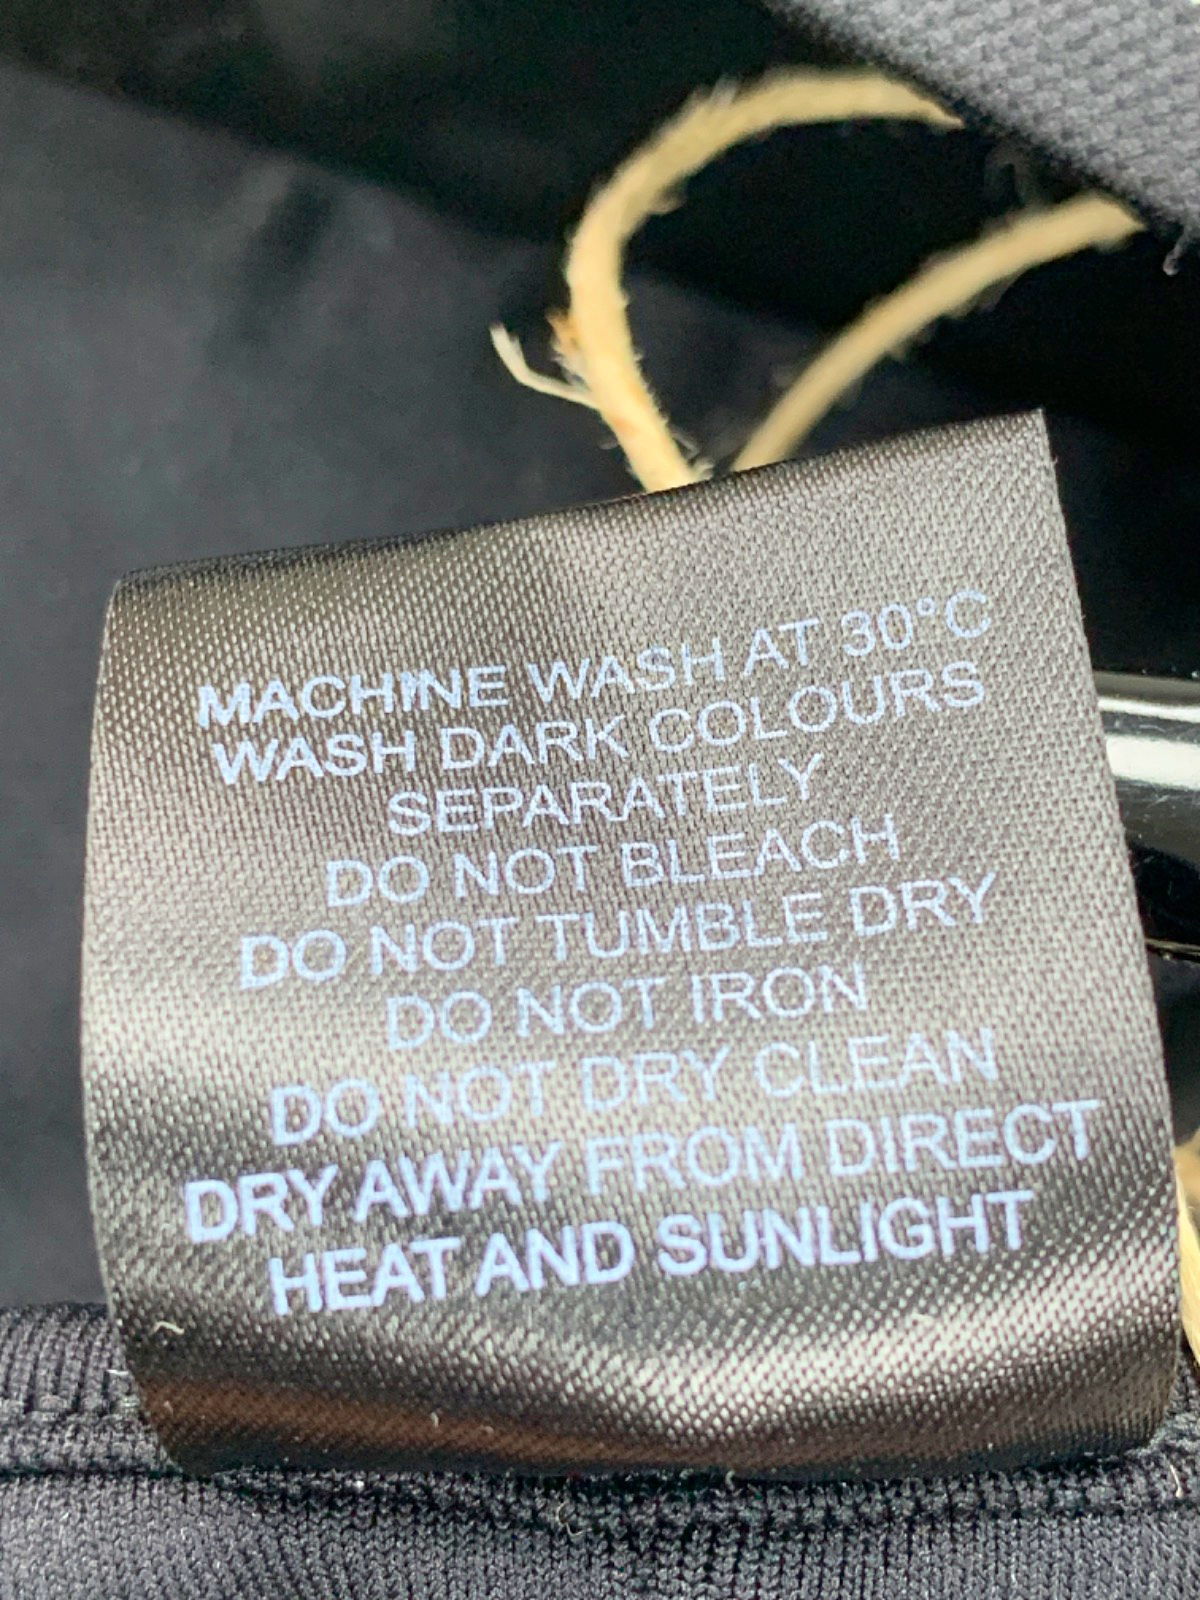 MACHINE WASH AT 30°C
WASH DARK COLOURS
SEPARATELY
DO NOT BLEACH
DO NOT TUMBLE DRY
DO NOT IRON
DO NOT DRY CLEAN
DRY AWAY FROM DIRECT
HEAT AND SUNLIGHT